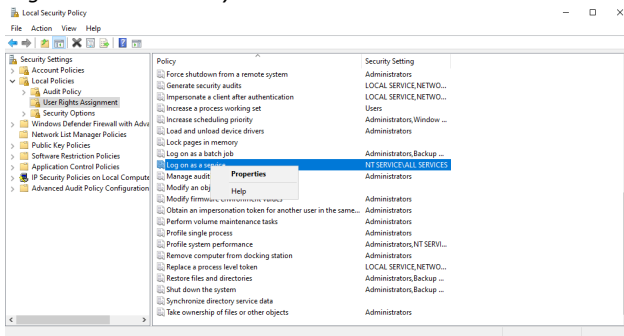 Local Security Policy
File Action View Help
Security Settings
Account Policies
Local Policies
Audit Policy
User Rights Assignment
Security Options
Windows Defender Firewall with Adva
Network List Manager Policies
Public Key Policies
Software Restriction Policies
Application Control Policies
IP Security Policies on Local Compute
Advanced Audit Policy Configuration
Policy Security Setting
Force shutdown from a remote system Administrators
Generate security audits LOCAL SERVICE,NETWO...
Impersonate a client after authentication LOCAL SERVICE,NETWO...
Increase a process working set Users
Increase scheduling priority Administrators,Window ...
Load and unload device drivers Administrators
Lock pages in memory
Log on as a batch job Administrators,Backup ...
Log on as a service NT SERVICE\ALL SERVICES
Manage audit Administrators
Modify an obj
Modify firmware environment values Administrators
Obtain an impersonation token for another user in the same... Administrators
Perform volume maintenance tasks Administrators
Profile single process Administrators
Profile system performance Administrators,NT SERVI...
Remove computer from docking station Administrators
Replace a process level token LOCAL SERVICE,NETWO...
Restore files and directories Administrators,Backup ...
Shut down the system Administrators,Backup ...
Synchronize directory service data
Take ownership of files or other objects Administrators
Properties
Help